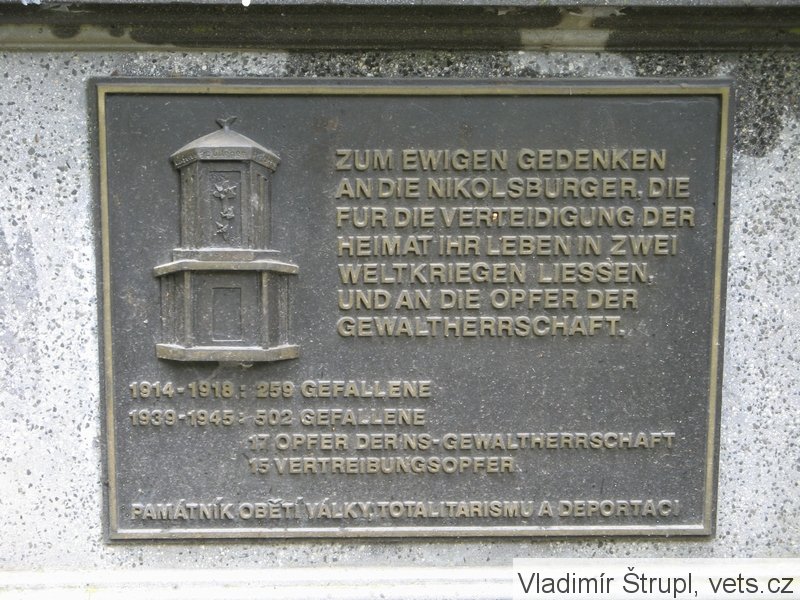 ZUM EWIGEN GEDENKEN
AN DIE NIKOLSBURGER, DIE
FÜR DIE VERTEIDIGUNG DER
HEIMAT IHR LEBEN IN ZWEI
WELTKRIEGEN LIESSEN,
UND AN DIE OPFER DER
GEWALTHERRSCHAFT.
1914-1918: 259 GEFALLENE
1939-1945: 502 GEFALLENE
17 OPFER DER NS-GEWALTHERRSCHAFT
15 VERTREIBUNGSOPFER
PAMÁTNÍK OBĚTÍ VÁLKY, TOTALITARISMU A DEPORTACÍ
Vladimír Štrupl, vets.cz